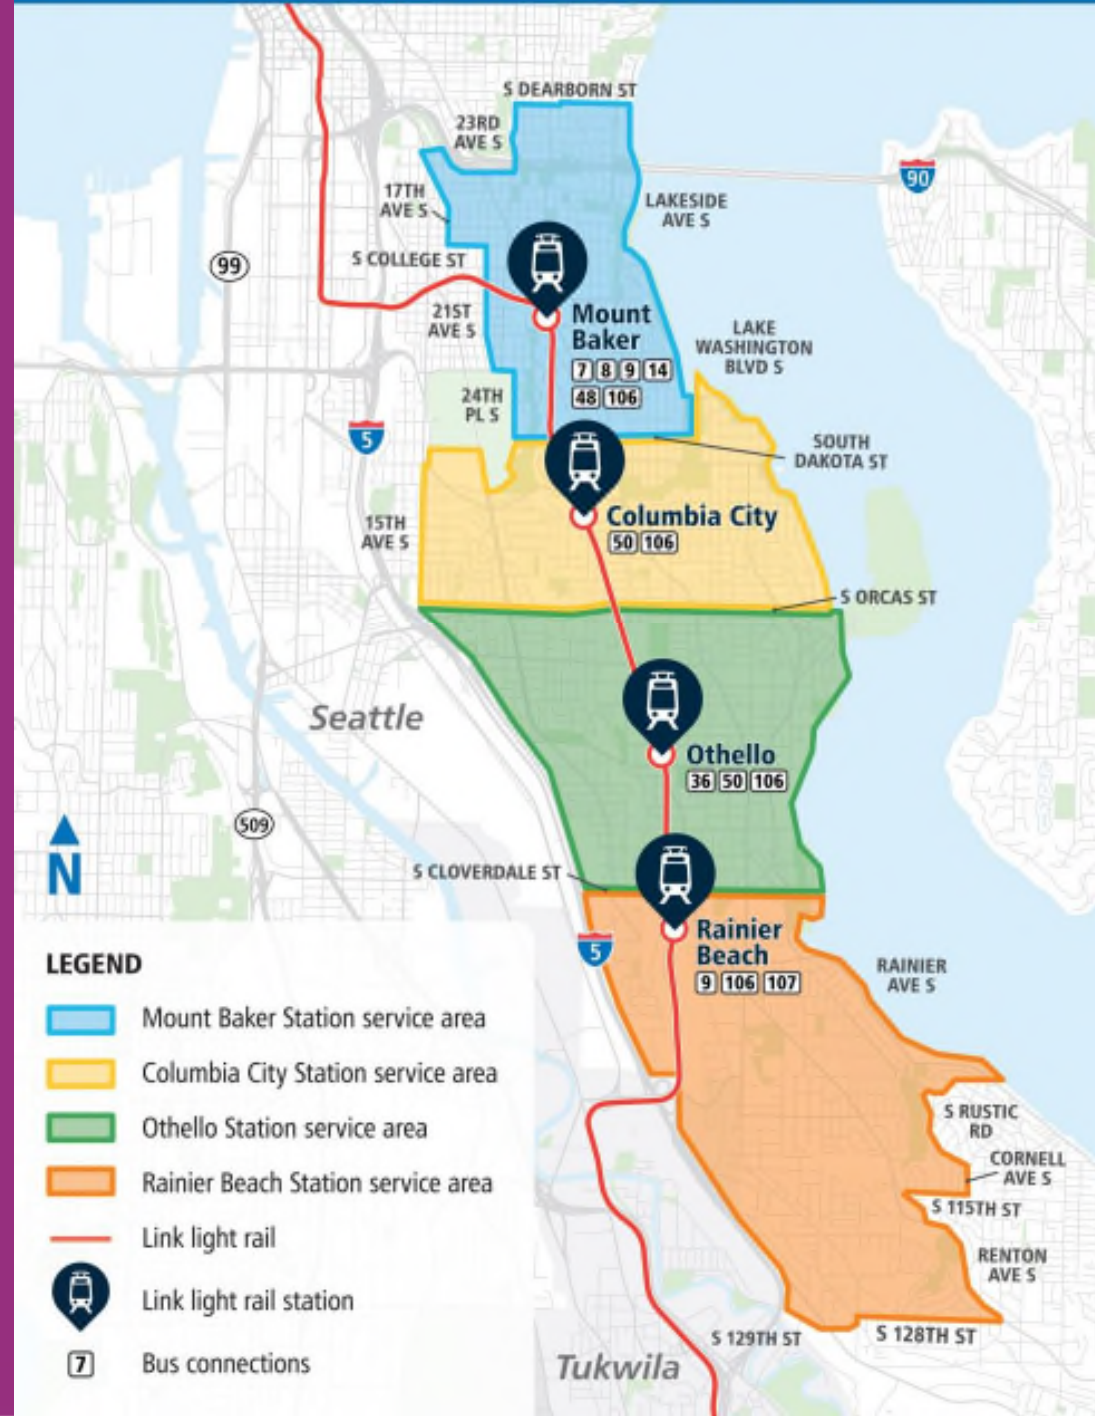 S DEARBORN ST
23RD
AVE S
90
17TH
AVE S
LAKESIDE
AVE S
99
S COLLEGE ST
21ST
AVE S
Mount
Baker
7 8 9 14
48 106
LAKE
WASHINGTON
BLVD S
24TH
PL S
5
SOUTH
DAKOTA ST
15TH
AVE S
Columbia City
50 106
S ORCAS ST
Seattle
Othello
36 50 106
509
N
S CLOVERDALE ST
5
Rainier
Beach
9 106 107
RAINIER
AVE S
S RUSTIC
RD
CORNELL
AVE S
S 115TH ST
RENTON
AVE S
S 129TH ST
S 128TH ST
Tukwila
LEGEND
Mount Baker Station service area
Columbia City Station service area
Othello Station service area
Rainier Beach Station service area
Link light rail
Link light rail station
7 Bus connections